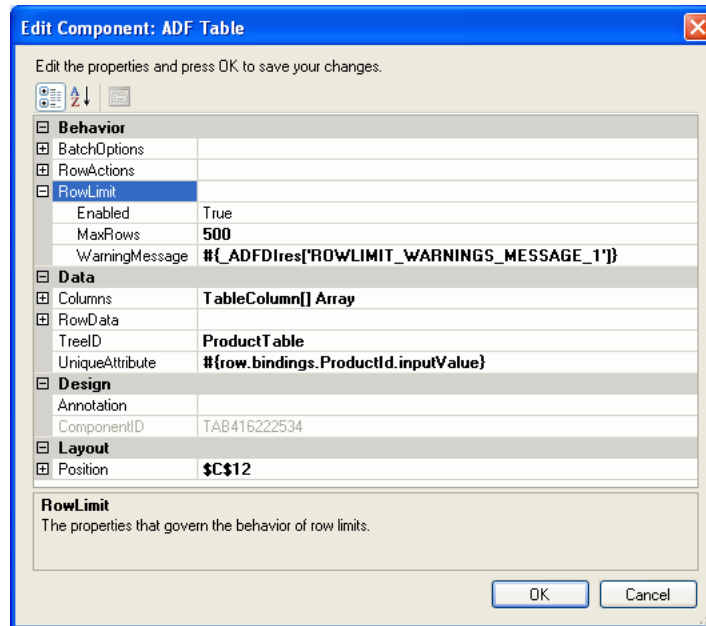 Edit Component: ADF Table
Edit the properties and press OK to save your changes.
Behavior
BatchOptions
RowActions
RowLimit
Enabled True
MaxRows 500
WarningMessage #{_ADFDIres['ROWLIMIT_WARNINGS_MESSAGE_1']}
Data
Columns TableColumn[] Array
RowData
TreeID ProductTable
UniqueAttribute #{row.bindings.ProductId.inputValue}
Design
Annotation
ComponentID TAB416222534
Layout
Position $C$12
RowLimit
The properties that govern the behavior of row limits.
OK Cancel